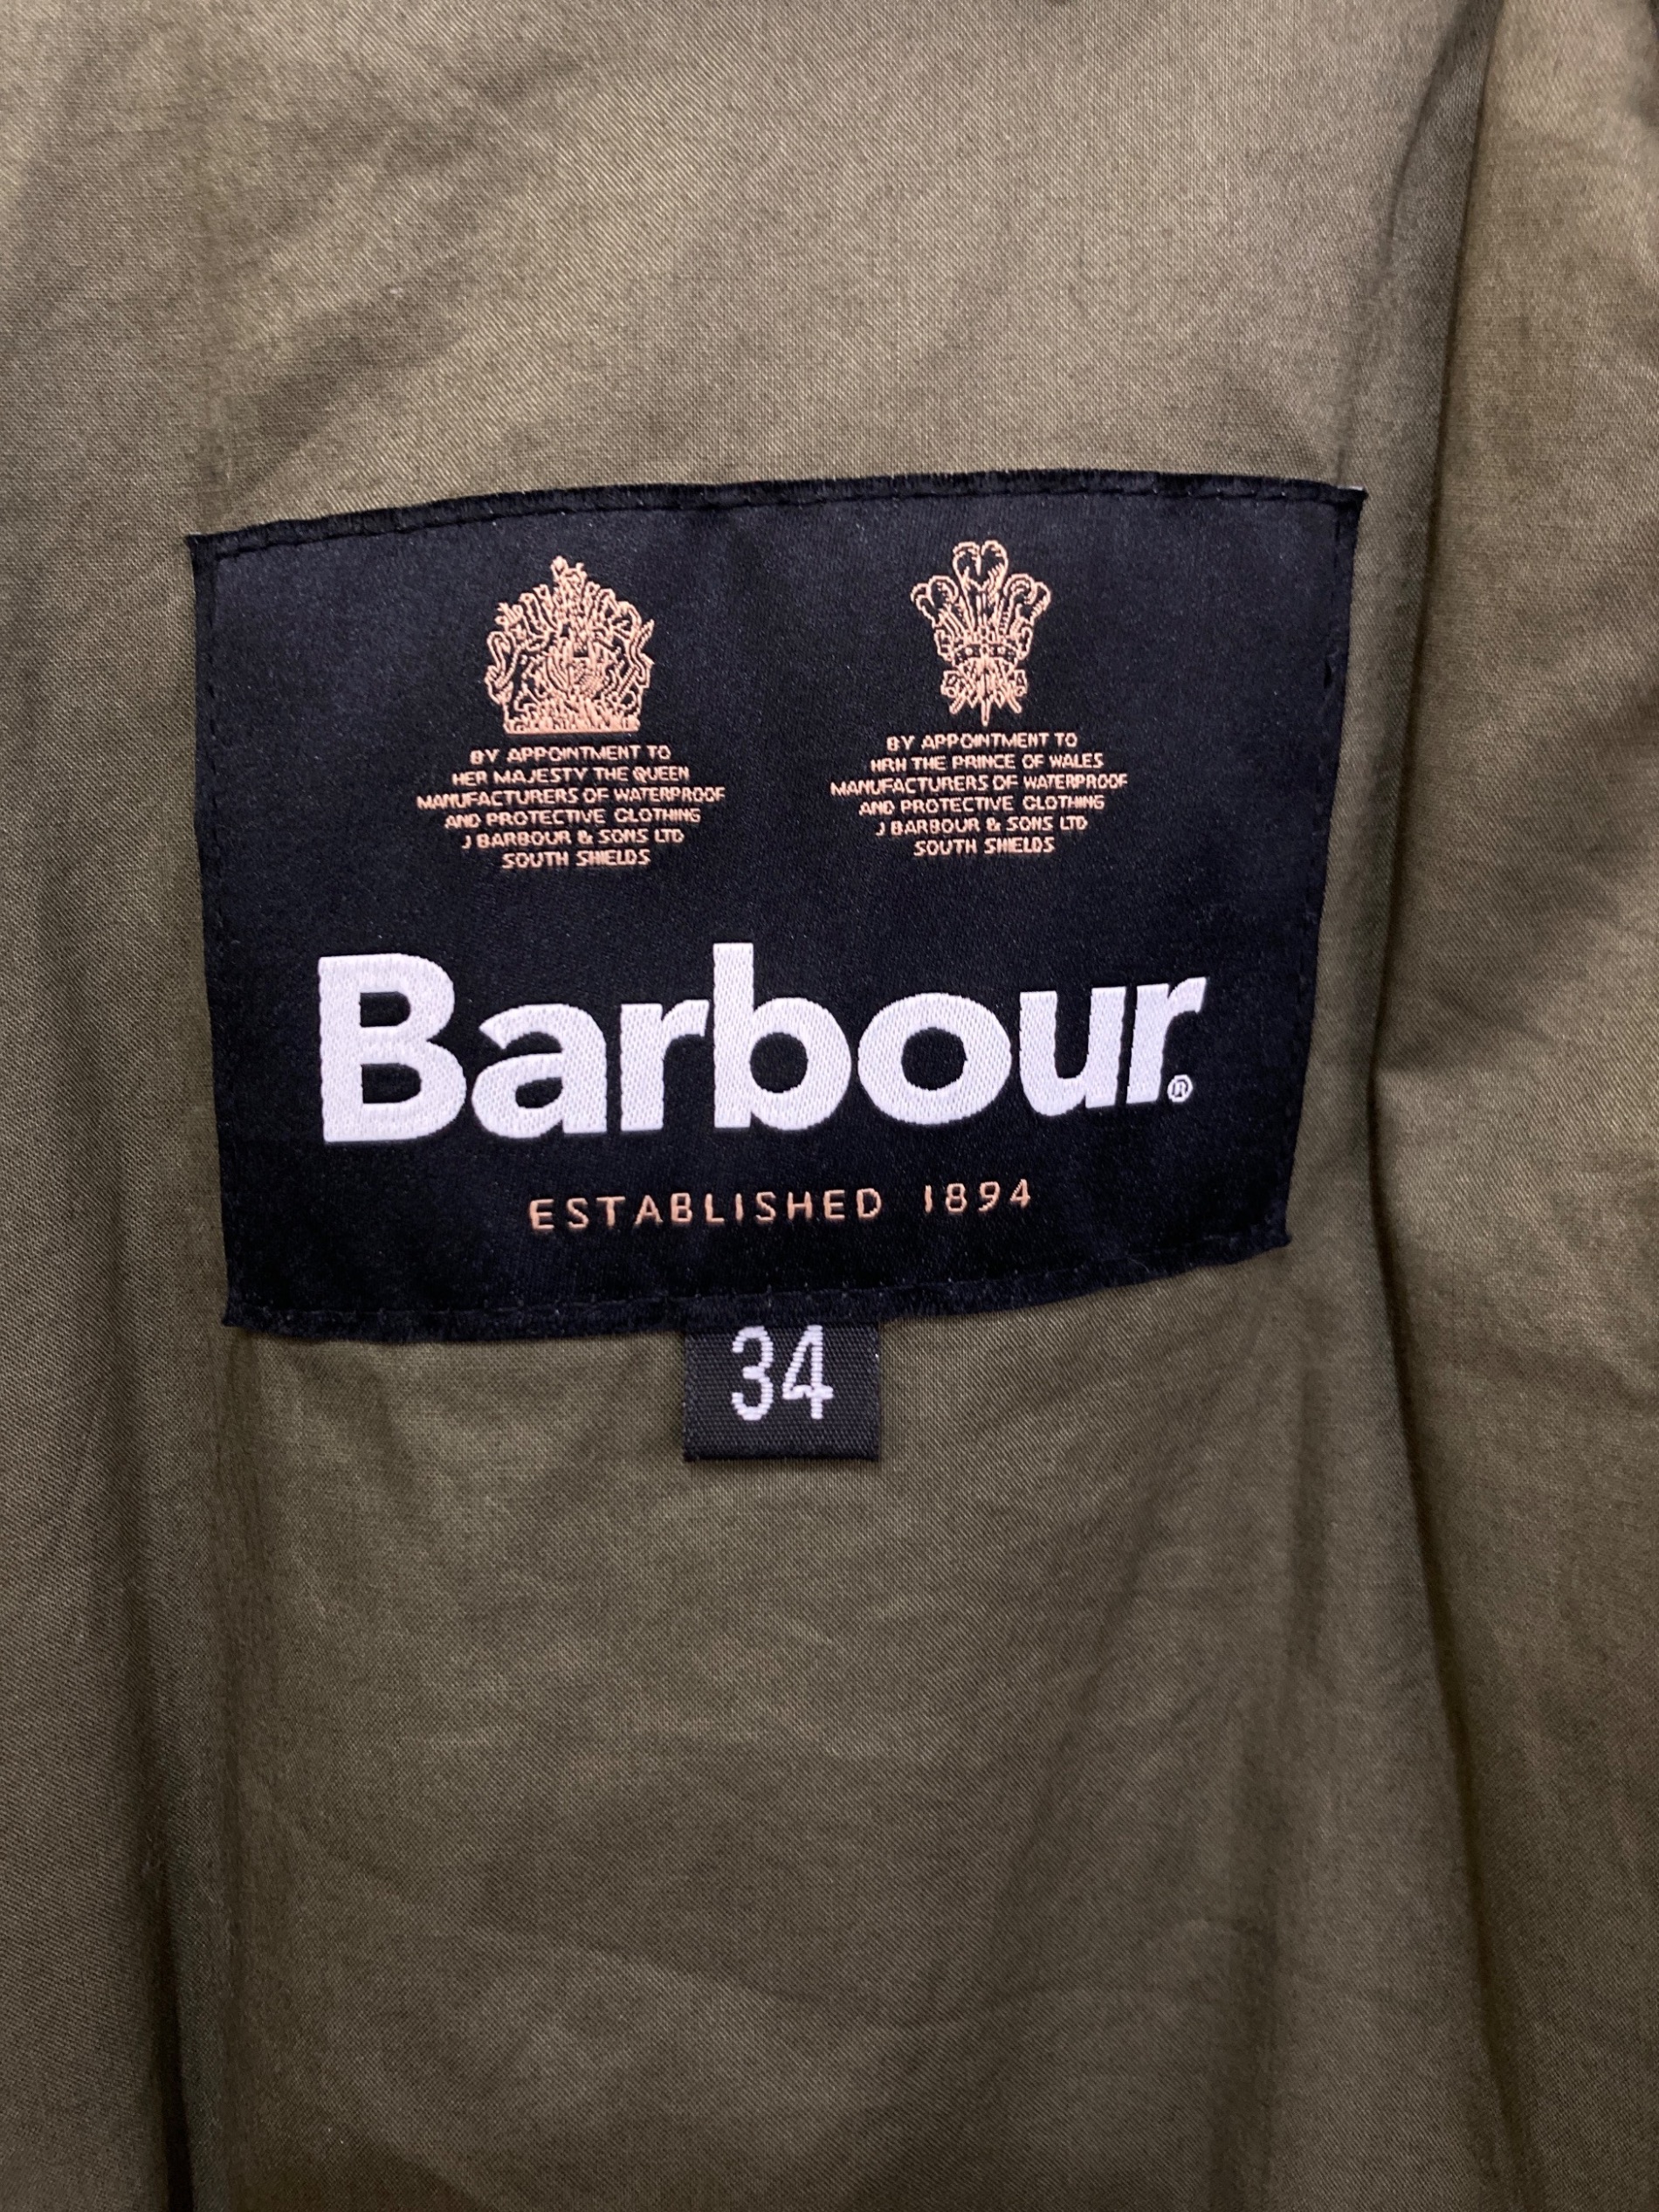 BY APPOINTMENT TO
HER MAJESTY THE QUEEN
MANUFACTURERS OF WATERPROOF
AND PROTECTIVE CLOTHING
J BARBOUR & SONS LTD
SOUTH SHIELDS
BY APPOINTMENT TO
HRH THE PRINCE OF WALES
MANUFACTURERS OF WATERPROOF
AND PROTECTIVE CLOTHING
J BARBOUR & SONS LTD
SOUTH SHIELDS
Barbour®
ESTABLISHED 1894
34